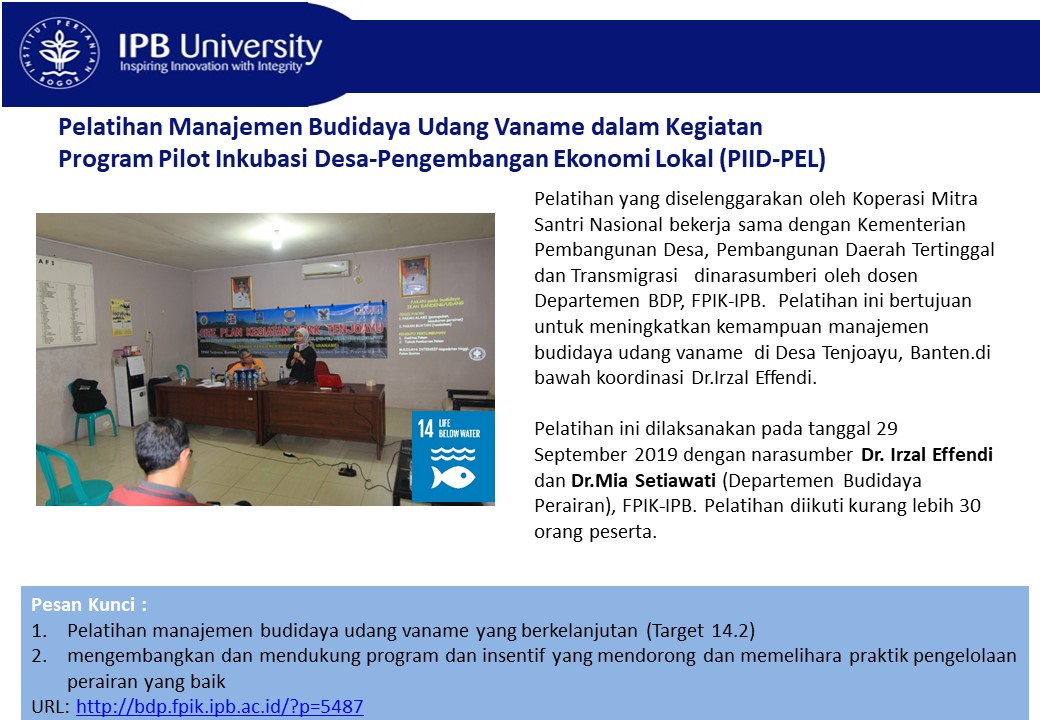 INSTITUT PERTANIAN BOGOR
IPB University
Inspiring Innovation with Integrity
Pelatihan Manajemen Budidaya Udang Vaname dalam Kegiatan
Program Pilot Inkubasi Desa-Pengembangan Ekonomi Lokal (PIID-PEL)
14 LIFE
BELOW WATER
Pelatihan yang diselenggarakan oleh Koperasi Mitra
Santri Nasional bekerja sama dengan Kementerian
Pembangunan Desa, Pembangunan Daerah Tertinggal
dan Transmigrasi dinarasumberi oleh dosen
Departemen BDP, FPIK-IPB. Pelatihan ini bertujuan
untuk meningkatkan kemampuan manajemen
budidaya udang vaname di Desa Tenjoayu, Banten.di
bawah koordinasi Dr.Irzal Effendi.
Pelatihan ini dilaksanakan pada tanggal 29
September 2019 dengan narasumber Dr. Irzal Effendi
dan Dr.Mia Setiawati (Departemen Budidaya
Perairan), FPIK-IPB. Pelatihan diikuti kurang lebih 30
orang peserta.
Pesan Kunci :
1. Pelatihan manajemen budidaya udang vaname yang berkelanjutan (Target 14.2)
2. mengembangkan dan mendukung program dan insentif yang mendorong dan memelihara praktik pengelolaan
perairan yang baik
URL: http://bdp.fpik.ipb.ac.id/?p=5487